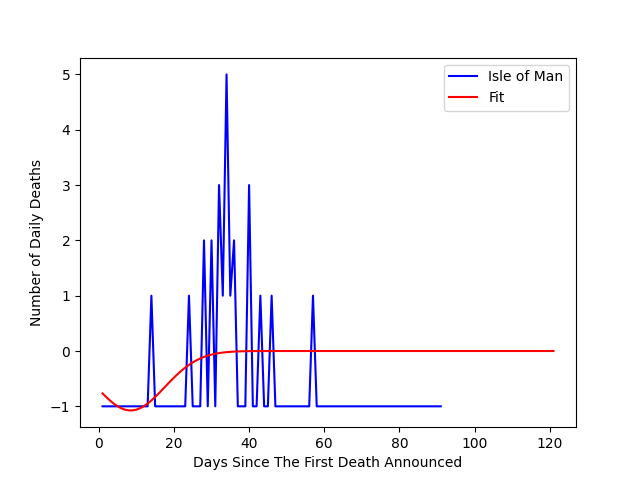 Isle of Man
Fit
Number of Daily Deaths
5
4
3
2
1
0
−1
0 20 40 60 80 100 120
Days Since The First Death Announced